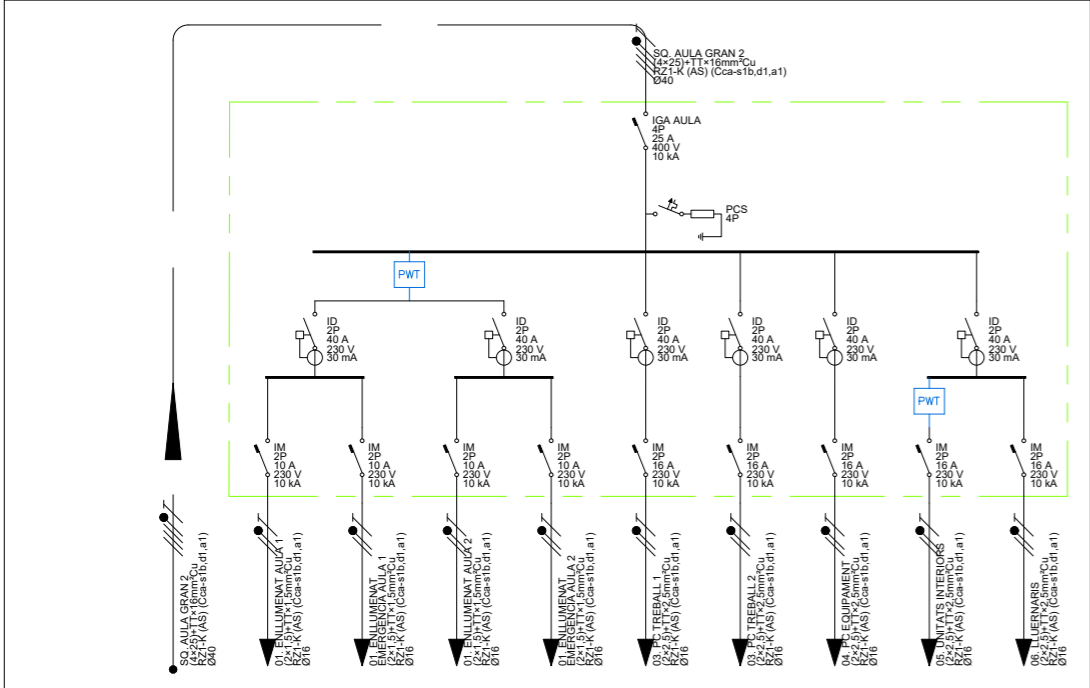 SQ. AULA GRAN 2
(4×25)+TT×16mm²Cu
RZ1-K (AS) (Cca-s1b,d1,a1)
Ø40
IGA AULA
4P
25 A
400 V
10 kA
PCS
4P
PWT
ID
2P
40 A
230 V
30 mA
ID
2P
40 A
230 V
30 mA
ID
2P
40 A
230 V
30 mA
ID
2P
40 A
230 V
30 mA
ID
2P
40 A
230 V
30 mA
ID
2P
40 A
230 V
30 mA
PWT
IM
2P
10 A
230 V
10 kA
IM
2P
10 A
230 V
10 kA
IM
2P
10 A
230 V
10 kA
IM
2P
10 A
230 V
10 kA
IM
2P
16 A
230 V
10 kA
IM
2P
16 A
230 V
10 kA
IM
2P
16 A
230 V
10 kA
IM
2P
16 A
230 V
10 kA
IM
2P
16 A
230 V
10 kA
SQ. AULA GRAN 2
(4×25)+TT×16mm²Cu
RZ1-K (AS) (Cca-s1b,d1,a1)
Ø40
01. ENLLUMENAT AULA 1
(2×1,5)+TT×1,5mm²Cu
RZ1-K (AS) (Cca-s1b,d1,a1)
Ø16
01. ENLLUMENAT
EMERGENCIA AULA 1
(2×1,5)+TT×1,5mm²Cu
RZ1-K (AS) (Cca-s1b,d1,a1)
Ø16
01. ENLLUMENAT AULA 2
(2×1,5)+TT×1,5mm²Cu
RZ1-K (AS) (Cca-s1b,d1,a1)
Ø16
01. ENLLUMENAT
EMERGENCIA AULA 2
(2×1,5)+TT×1,5mm²Cu
RZ1-K (AS) (Cca-s1b,d1,a1)
Ø16
03. PC TREBALL 1
(2×2,5)+TT×2,5mm²Cu
RZ1-K (AS) (Cca-s1b,d1,a1)
Ø16
03. PC TREBALL 2
(2×2,5)+TT×2,5mm²Cu
RZ1-K (AS) (Cca-s1b,d1,a1)
Ø16
04. PC EQUIPAMENT
(2×2,5)+TT×2,5mm²Cu
RZ1-K (AS) (Cca-s1b,d1,a1)
Ø16
05. UNITATS INTERIORS
(2×2,5)+TT×2,5mm²Cu
RZ1-K (AS) (Cca-s1b,d1,a1)
Ø16
06. LLUERNARIS
(2×2,5)+TT×2,5mm²Cu
RZ1-K (AS) (Cca-s1b,d1,a1)
Ø16